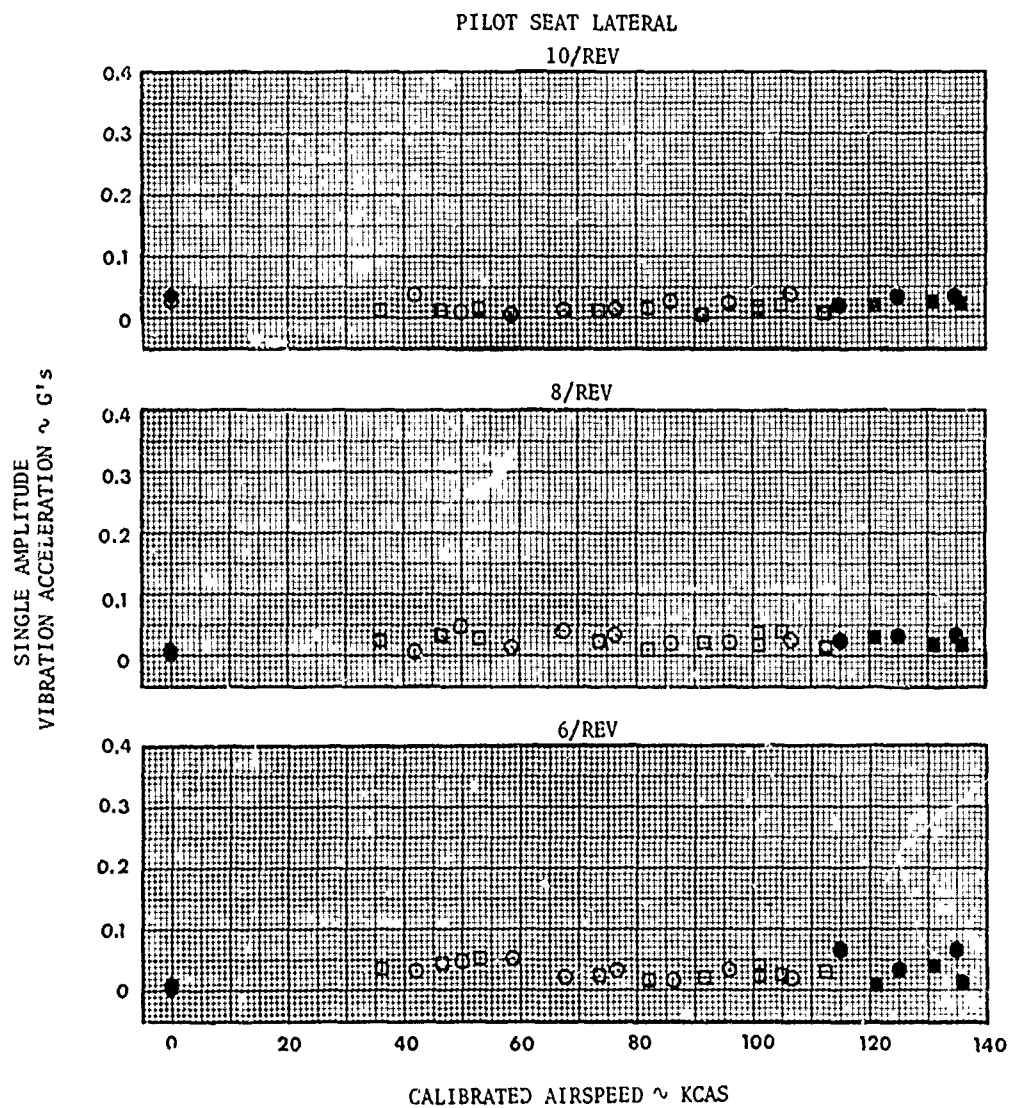 PILOT SEAT LATERAL
10/REV
0.4
0.3
0.2
0.1
0
8/REV
0.4
0.3
0.2
0.1
0
SINGLE AMPLITUDE
VIBRATION ACCELERATION ~ G's
6/REV
0.4
0.3
0.2
0.1
0
0 20 40 60 80 100 120 140
CALIBRATED AIRSPEED ~ KCAS